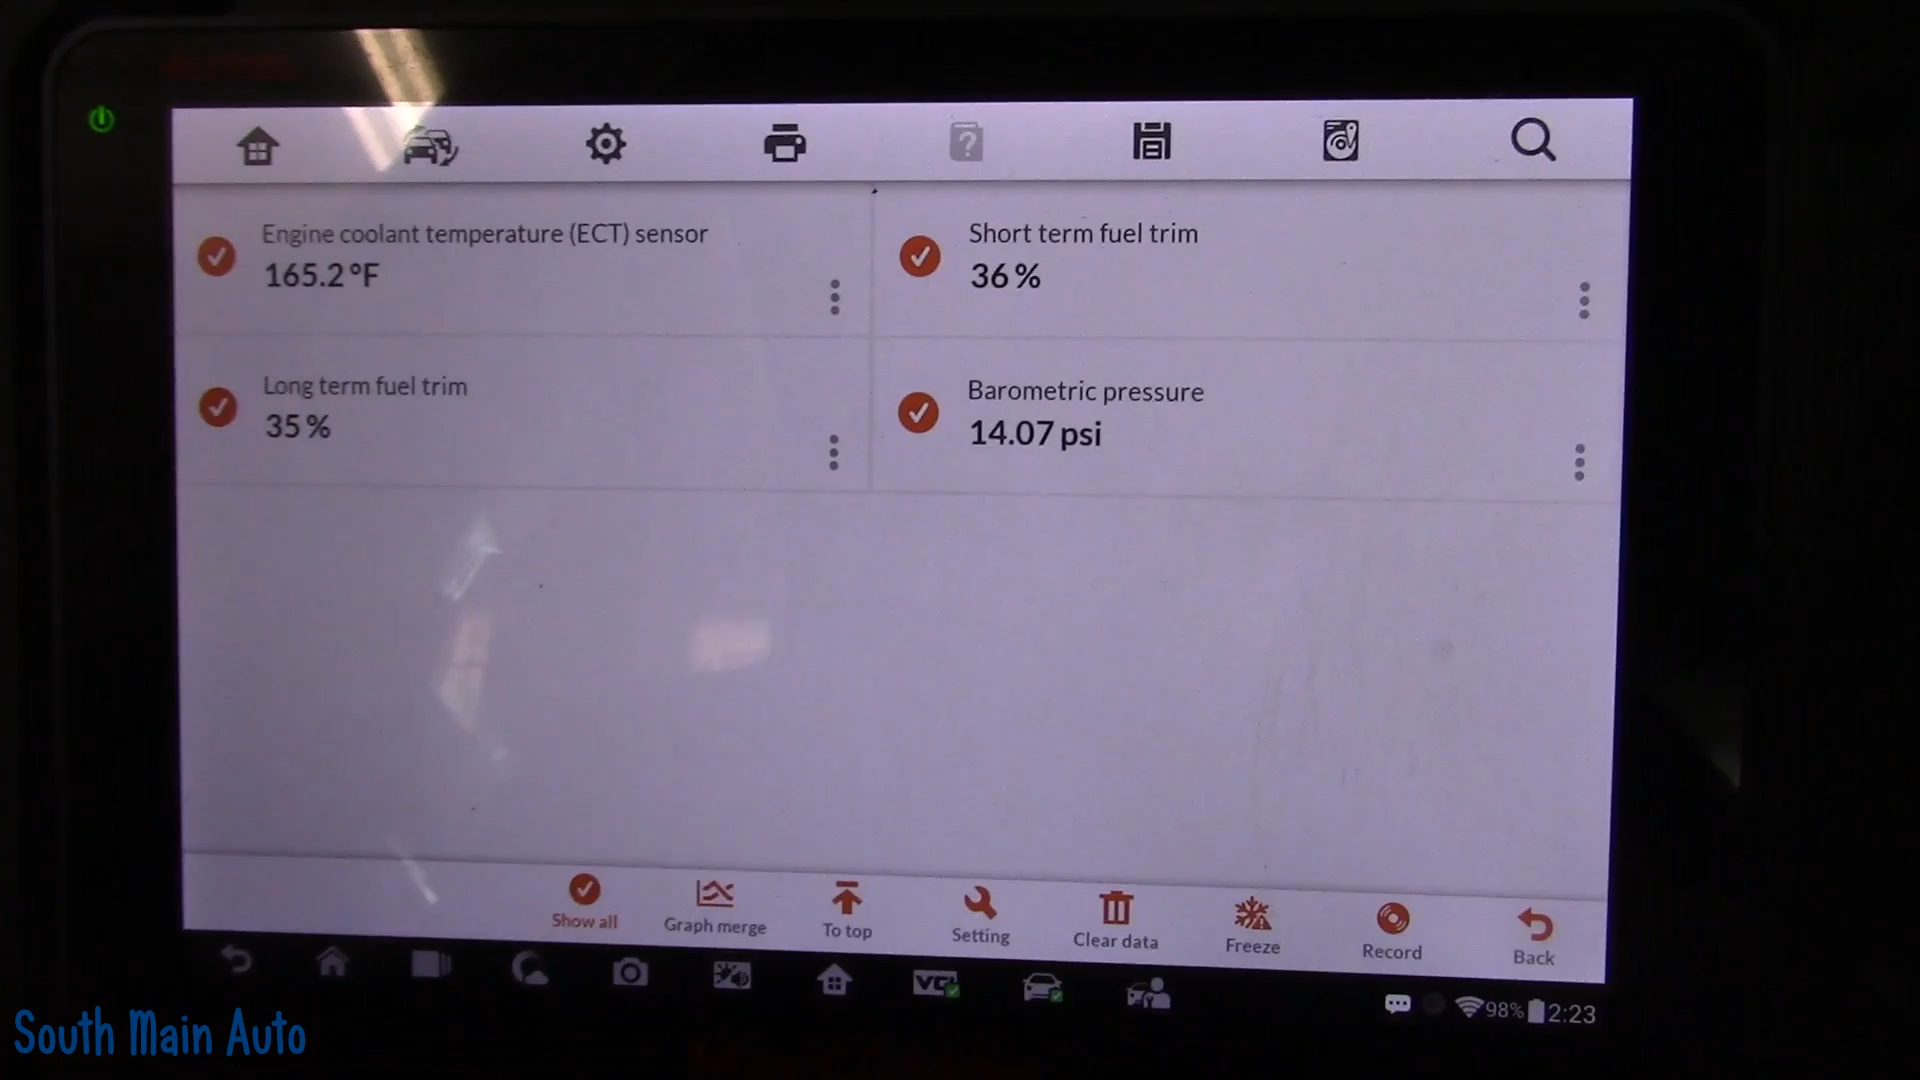 Engine coolant temperature (ECT) sensor
165.2°F
Short term fuel trim
36%
Long term fuel trim
35%
Barometric pressure
14.07 psi
Show all
Graph merge
To top
Setting
Clear data
Freeze
Record
Back
VCI
98%
2:23
South Main Auto